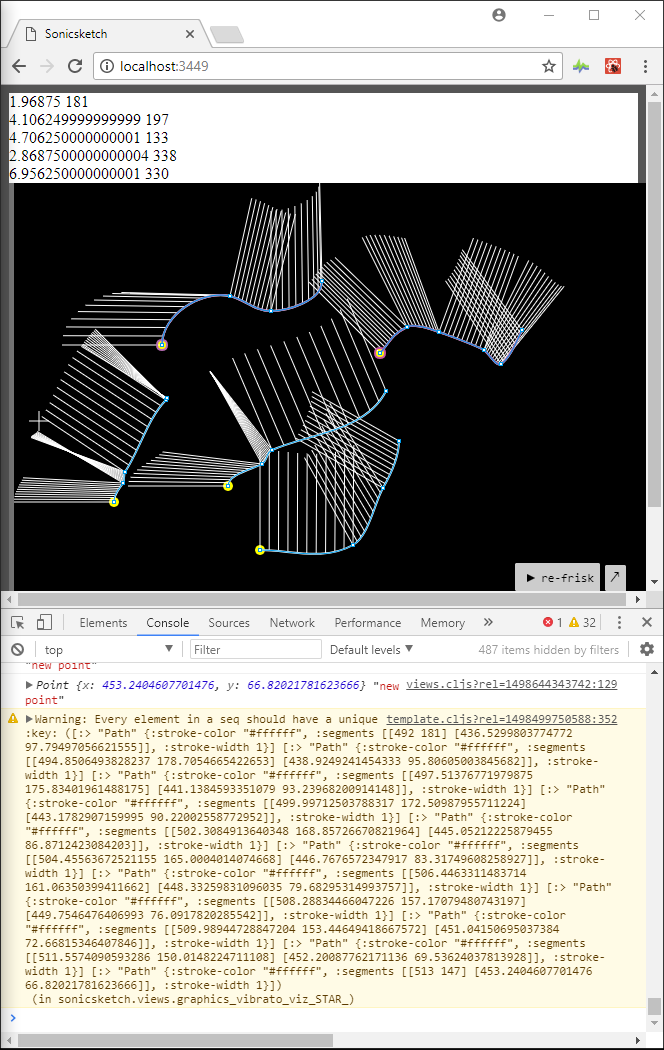 Sonicsketch
localhost:3449
1.96875 181
4.106249999999999 197
4.706250000000001 133
2.8687500000000004 338
6.956250000000001 330
▶ re-frisk ↗
Elements Console Sources Network Performance Memory » 1 32
top Filter Default levels 487 items hidden by filters
"new point"
Point {x: 453.2404607701476, y: 66.82021781623666} "new views.cljs?rel=1498644343742:129
point"
Warning: Every element in a seq should have a unique template.cljs?rel=1498499750588:352
:key: ([:> "Path" {:stroke-color "#ffffff", :segments [[492 181] [436.5299803774772
97.79497056621555]], :stroke-width 1}] [:> "Path" {:stroke-color "#ffffff", :segments
[[494.8506493828237 178.7054665422653] [438.9249241454333 95.80605003845682]], :stroke-
width 1}] [:> "Path" {:stroke-color "#ffffff", :segments [[497.51376771979875
175.83401961488175] [441.1384593351079 93.23968200914148]], :stroke-width 1}] [:> "Path"
{:stroke-color "#ffffff", :segments [[499.99712503788317 172.50987955711224]
[443.1782907159995 90.22002558772952]], :stroke-width 1}] [:> "Path" {:stroke-color
"#ffffff", :segments [[502.3084913640348 168.85726670821964] [445.05212225879455
86.8712423084203]], :stroke-width 1}] [:> "Path" {:stroke-color "#ffffff", :segments
[[504.45563672521155 165.0004014074668] [446.7676572347917 83.31749608258927]], :stroke-
width 1}] [:> "Path" {:stroke-color "#ffffff", :segments [[506.4463311483714
161.06350399411662] [448.33259831096035 79.68295314993757]], :stroke-width 1}] [:> "Path"
{:stroke-color "#ffffff", :segments [[508.28834466047226 157.17079480743197]
[449.7546476406993 76.0917820285542]], :stroke-width 1}] [:> "Path" {:stroke-color
"#ffffff", :segments [[509.98944728847204 153.44649418667572] [451.04150695037384
72.66815346407846]], :stroke-width 1}] [:> "Path" {:stroke-color "#ffffff", :segments
[[511.5574090593286 150.0148224711108] [452.20087762171136 69.53624037813928]], :stroke-
width 1}] [:> "Path" {:stroke-color "#ffffff", :segments [[513 147] [453.2404607701476
66.82021781623666]], :stroke-width 1}])
(in sonicsketch.views.graphics_vibrato_viz_STAR_)